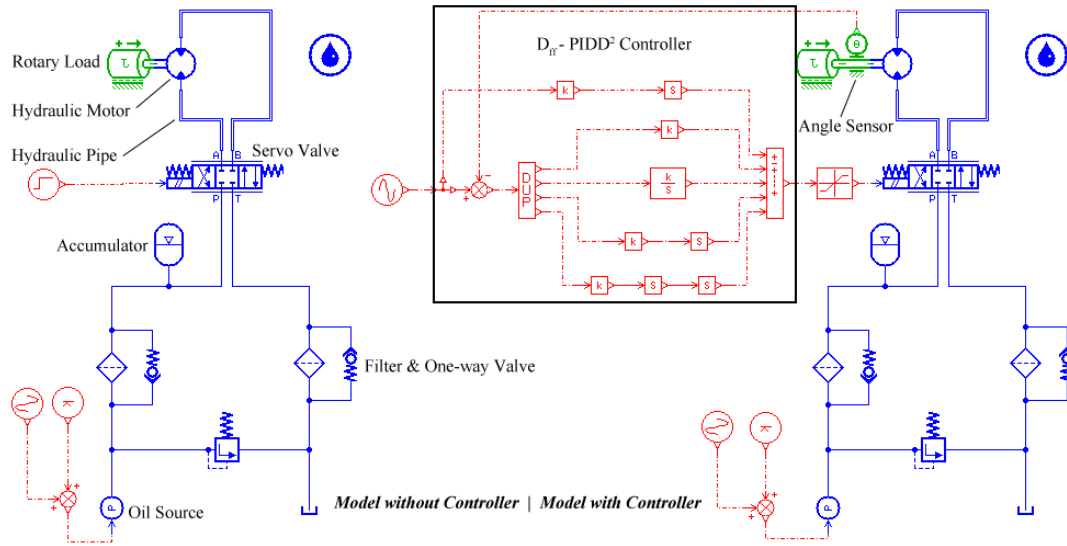 D_ff - PIDD² Controller
Rotary Load
τ
Hydraulic Motor
Hydraulic Pipe
A B
Servo Valve
P T
Accumulator
Filter & One-way Valve
k
+
+
P
Oil Source
θ
τ
Angle Sensor
k
s
k
−
+
D
U
P
k
s
k
s
k
s
s
+
−
+
+
+
A B
P T
k
+
+
P
Model without Controller | Model with Controller